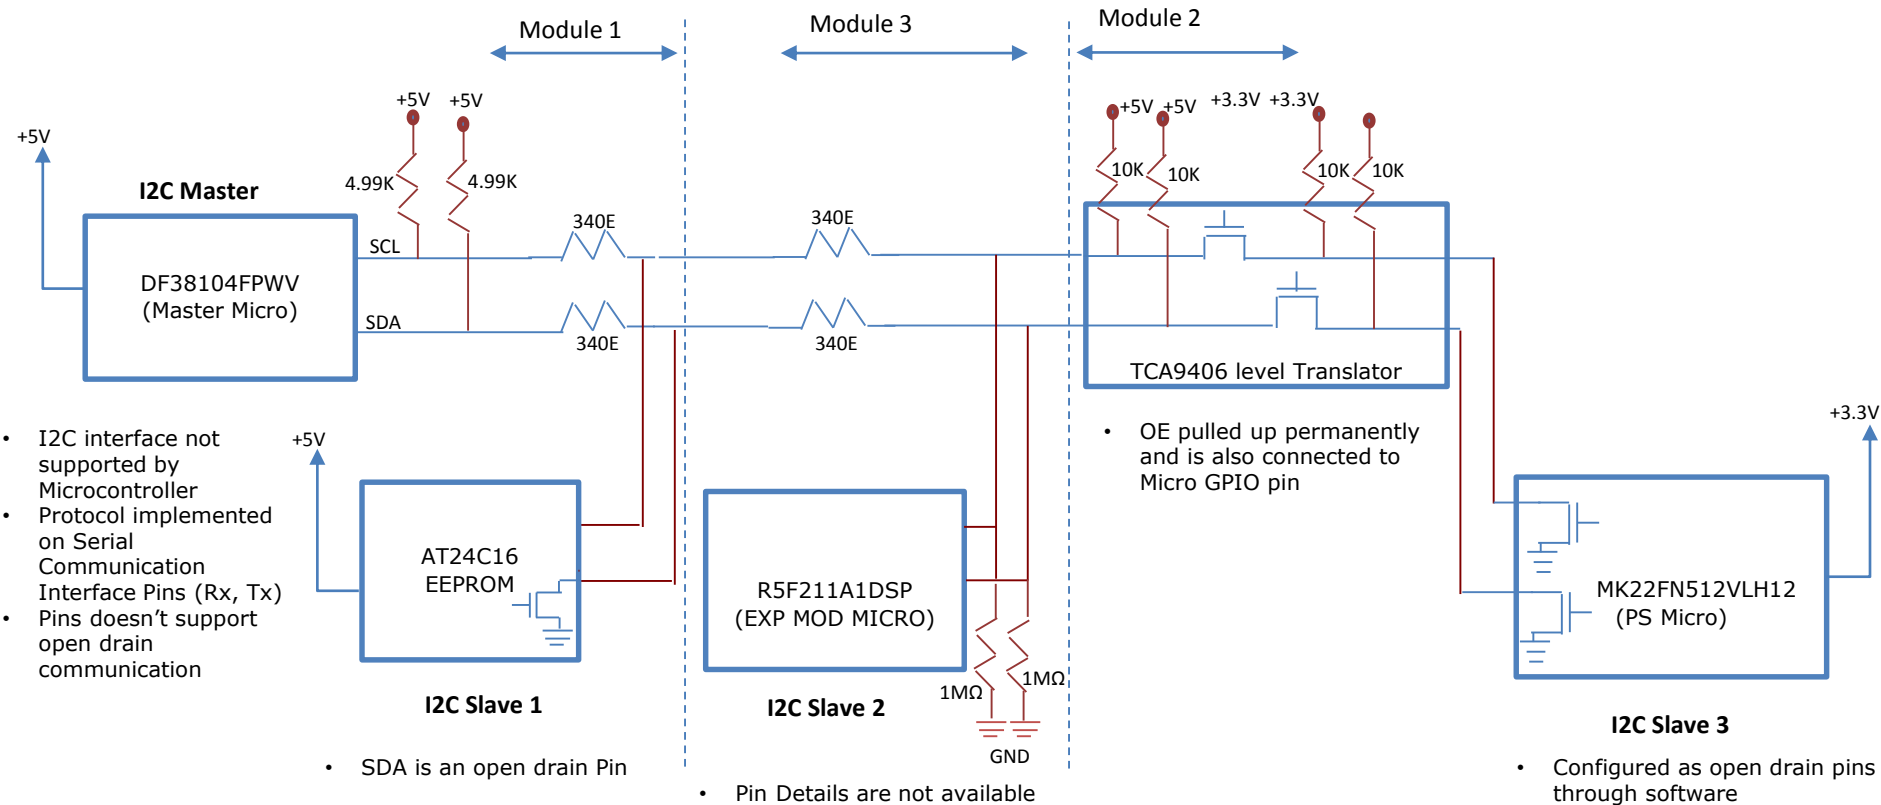 Module 1
Module 3
Module 2
+5V
+5V
+5V
+5V
+5V
+3.3V
+3.3V
I2C Master
4.99K
4.99K
10K
10K
10K
10K
340E
340E
SCL
DF38104FPWV
(Master Micro)
SDA
340E
340E
TCA9406 level Translator
• I2C interface not
supported by
Microcontroller
• Protocol implemented
on Serial
Communication
Interface Pins (Rx, Tx)
• Pins doesn’t support
open drain
communication
+5V
AT24C16
EEPROM
I2C Slave 1
• SDA is an open drain Pin
R5F211A1DSP
(EXP MOD MICRO)
1MΩ
1MΩ
I2C Slave 2
GND
• Pin Details are not available
• OE pulled up permanently
and is also connected to
Micro GPIO pin
+3.3V
MK22FN512VLH12
(PS Micro)
I2C Slave 3
• Configured as open drain pins
through software